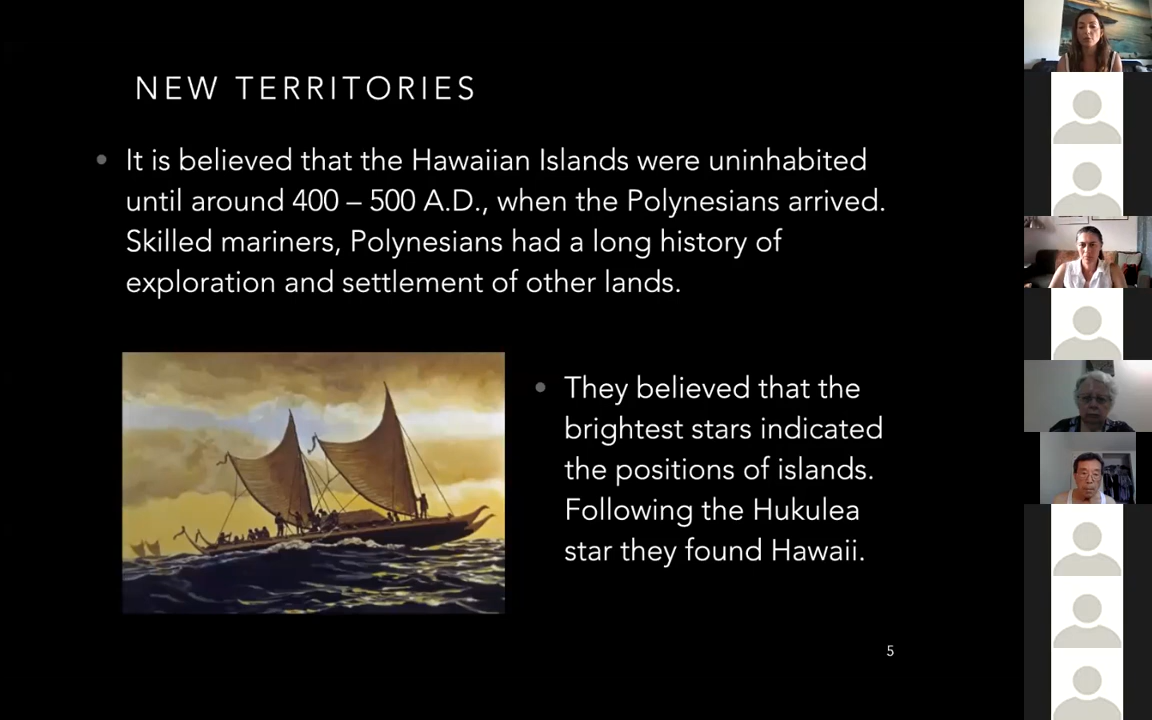 NEW TERRITORIES
• It is believed that the Hawaiian Islands were uninhabited
until around 400 – 500 A.D., when the Polynesians arrived.
Skilled mariners, Polynesians had a long history of
exploration and settlement of other lands.
• They believed that the
brightest stars indicated
the positions of islands.
Following the Hukulea
star they found Hawaii.
5